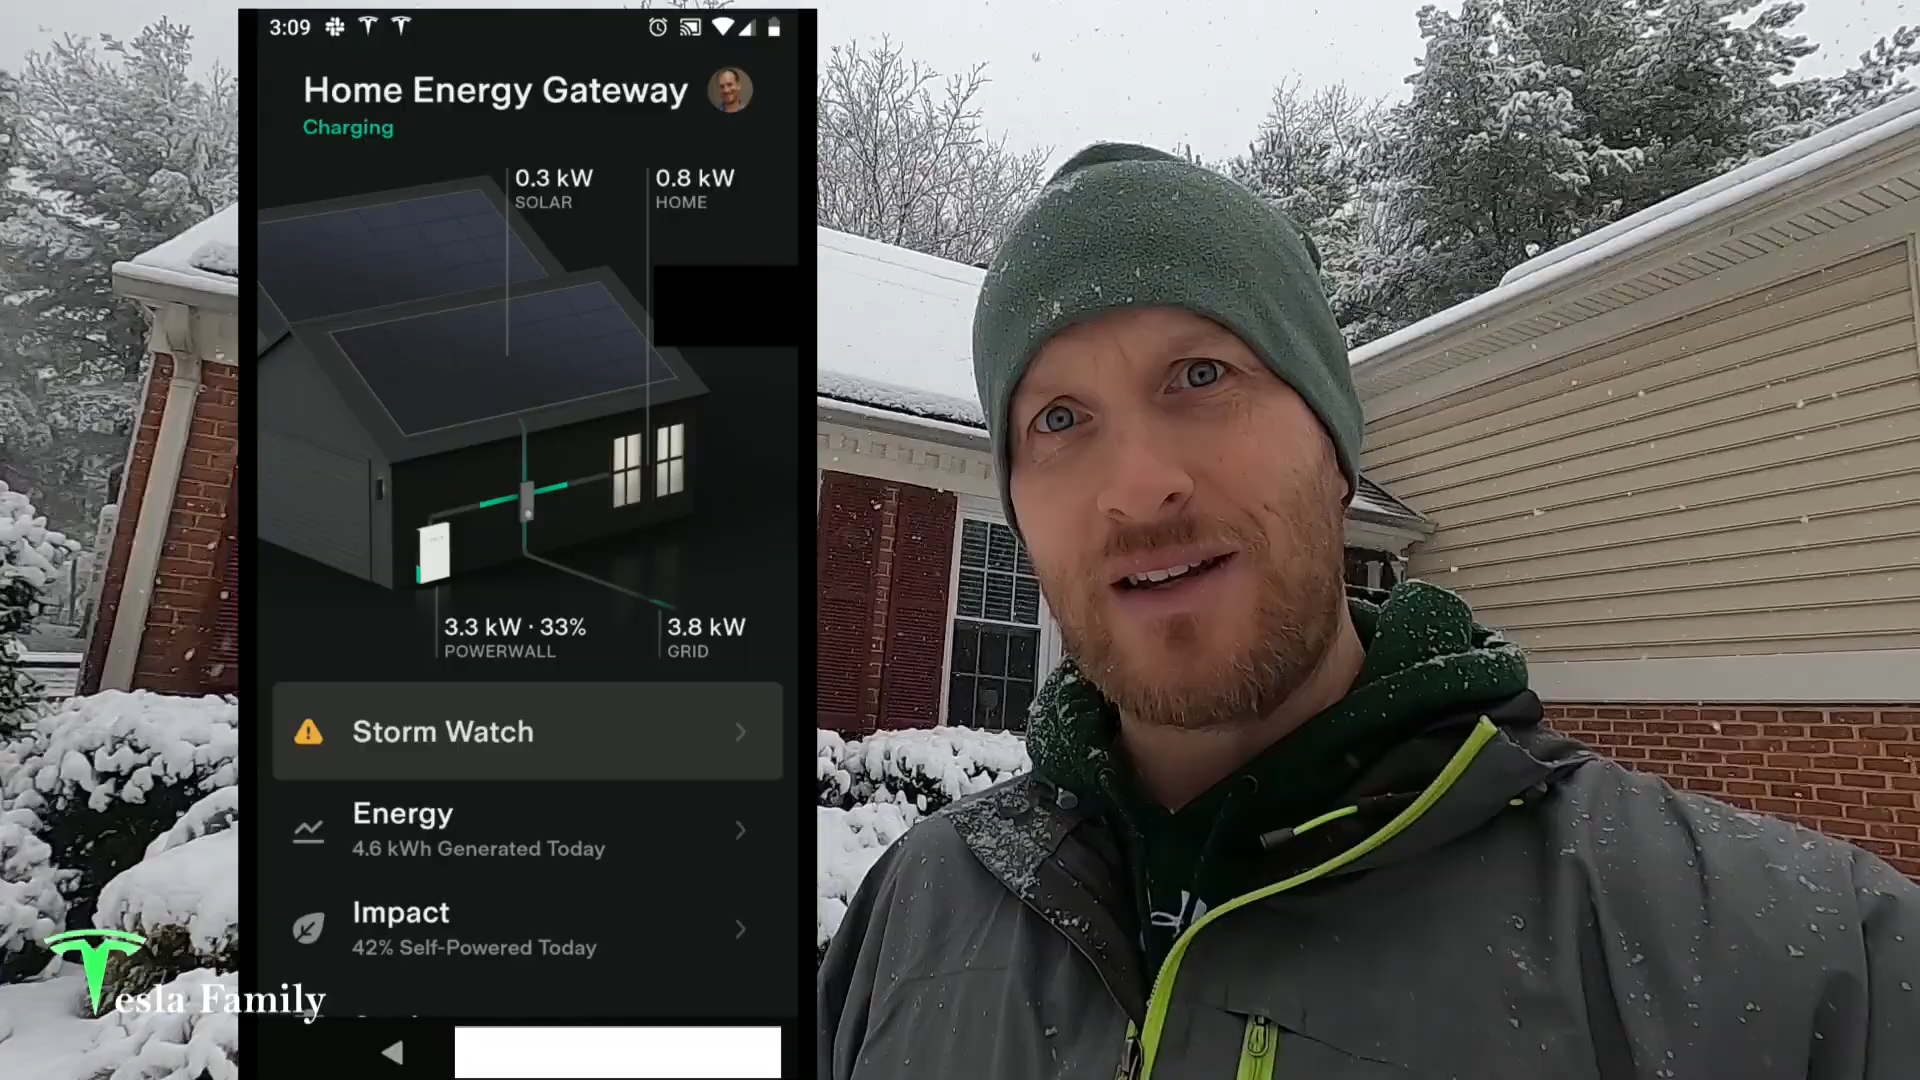 3:09
Home Energy Gateway
Charging
0.3 kW
SOLAR
0.8 kW
HOME
3.3 kW · 33%
POWERWALL
3.8 kW
GRID
Storm Watch
Energy
4.6 kWh Generated Today
Impact
42% Self-Powered Today
Tesla Family